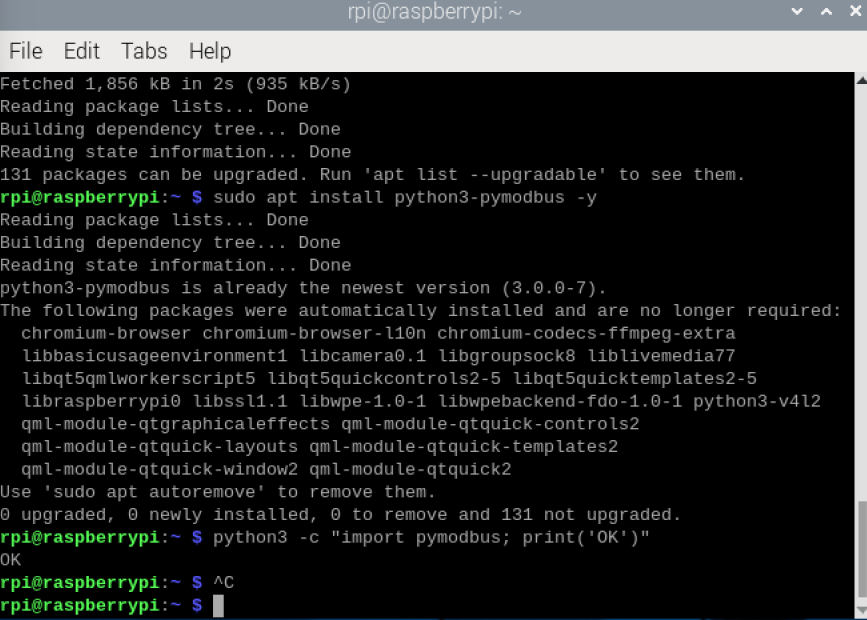 rpi@raspberrypi: ~
File Edit Tabs Help
Fetched 1,856 kB in 2s (935 kB/s)
Reading package lists... Done
Building dependency tree... Done
Reading state information... Done
131 packages can be upgraded. Run 'apt list --upgradable' to see them.
rpi@raspberrypi:~ $ sudo apt install python3-pymodbus -y
Reading package lists... Done
Building dependency tree... Done
Reading state information... Done
python3-pymodbus is already the newest version (3.0.0-7).
The following packages were automatically installed and are no longer required:
  chromium-browser chromium-browser-l10n chromium-codecs-ffmpeg-extra
  libbasicusageenvironment1 libcamera0.1 libgroupsock8 liblivemedia77
  libqt5qmlworkerscript5 libqt5quickcontrols2-5 libqt5quicktemplates2-5
  libraspberrypi0 libssl1.1 libwpe-1.0-1 libwpebackend-fdo-1.0-1 python3-v4l2
  qml-module-qtgraphicaleffects qml-module-qtquick-controls2
  qml-module-qtquick-layouts qml-module-qtquick-templates2
  qml-module-qtquick-window2 qml-module-qtquick2
Use 'sudo apt autoremove' to remove them.
0 upgraded, 0 newly installed, 0 to remove and 131 not upgraded.
rpi@raspberrypi:~ $ python3 -c "import pymodbus; print('OK')"
OK
rpi@raspberrypi:~ $ ^C
rpi@raspberrypi:~ $